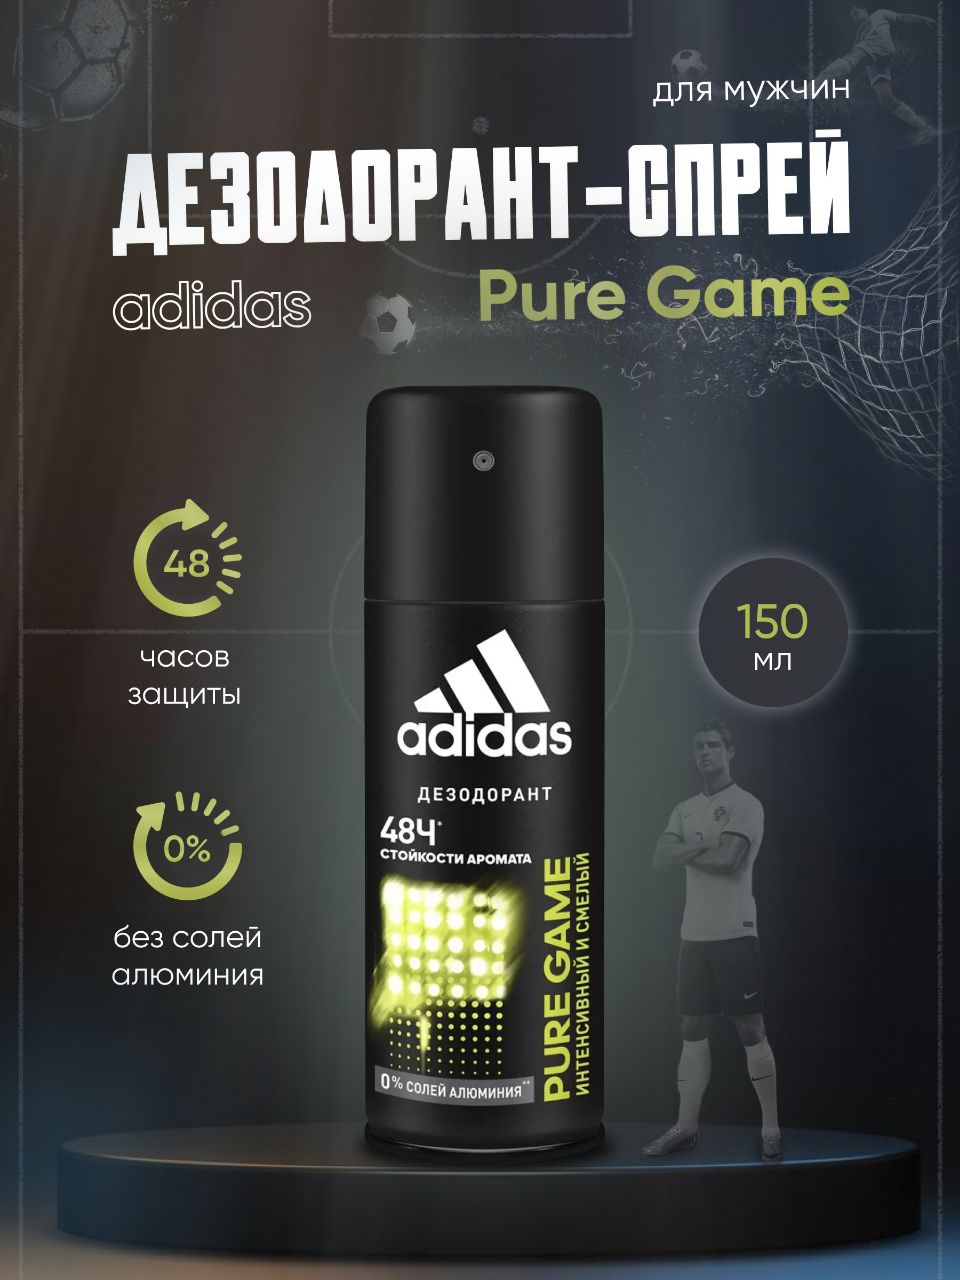 для мужчин
ДЕЗОДОРАНТ-СПРЕЙ
adidas
Pure Game
48
часов
защиты
150
мл
0%
без солей
алюминия
adidas
ДЕЗОДОРАНТ
48Ч*
СТОЙКОСТИ АРОМАТА
PURE GAME
ИНТЕНСИВНЫЙ И СМЕЛЫЙ
0% СОЛЕЙ АЛЮМИНИЯ**